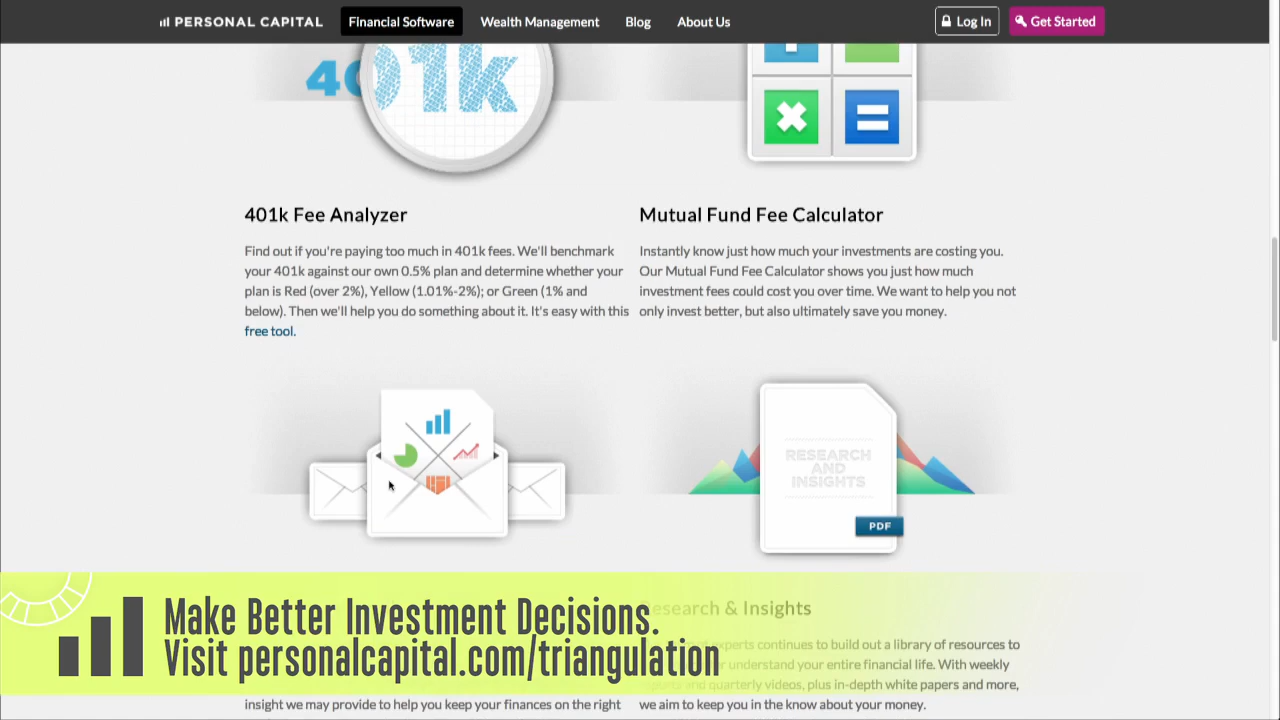 PERSONAL CAPITAL Financial Software Wealth Management Blog About Us Log In Get Started
401k
401k Fee Analyzer
Find out if you're paying too much in 401k fees. We'll benchmark
your 401k against our own 0.5% plan and determine whether your
plan is Red (over 2%), Yellow (1.01%-2%); or Green (1% and
below). Then we'll help you do something about it. It's easy with this
free tool.
Mutual Fund Fee Calculator
Instantly know just how much your investments are costing you.
Our Mutual Fund Fee Calculator shows you just how much
investment fees could cost you over time. We want to help you not
only invest better, but also ultimately save you money.
RESEARCH
AND
INSIGHTS
PDF
Make Better Investment Decisions.
Visit personalcapital.com/triangulation
insight we may provide to help you keep your finances on the right
Research & Insights
experts continues to build out a library of resources to
understand your entire financial life. With weekly
and quarterly videos, plus in-depth white papers and more,
we aim to keep you in the know about your money.